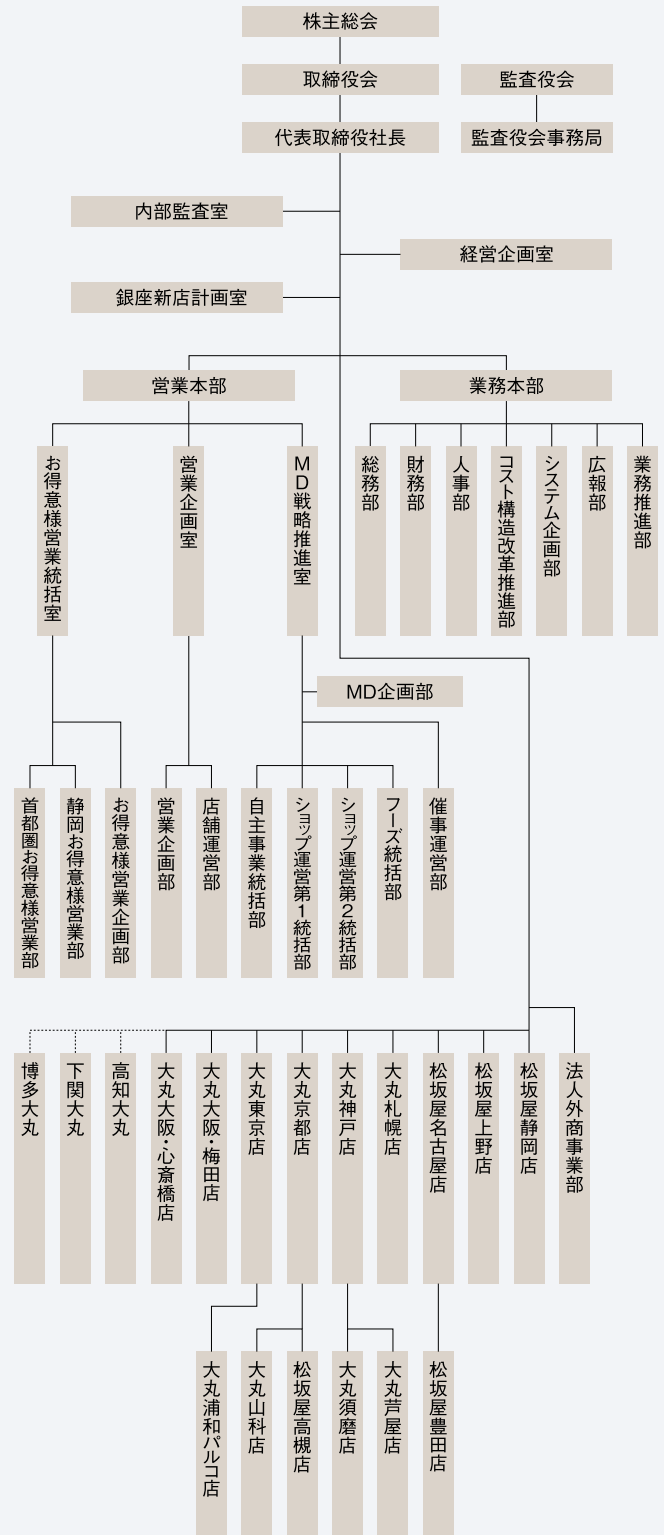 株主総会
取締役会
監査役会
代表取締役社長
監査役会事務局
内部監査室
経営企画室
銀座新店計画室
営業本部
業務本部
お得意様営業統括室
営業企画室
MD戦略推進室
総務部
財務部
人事部
コスト構造改革推進部
システム企画部
広報部
業務推進部
MD企画部
首都圏お得意様営業部
静岡お得意様営業部
お得意様営業企画部
営業企画部
店舗運営部
自主事業統括部
ショップ運営第1統括部
ショップ運営第2統括部
フーズ統括部
催事運営部
博多大丸
下関大丸
高知大丸
大丸大阪・心斎橋店
大丸大阪・梅田店
大丸東京店
大丸京都店
大丸神戸店
大丸札幌店
松坂屋名古屋店
松坂屋上野店
松坂屋静岡店
法人外商事業部
大丸浦和パルコ店
大丸山科店
松坂屋高槻店
大丸須磨店
大丸芦屋店
松坂屋豊田店